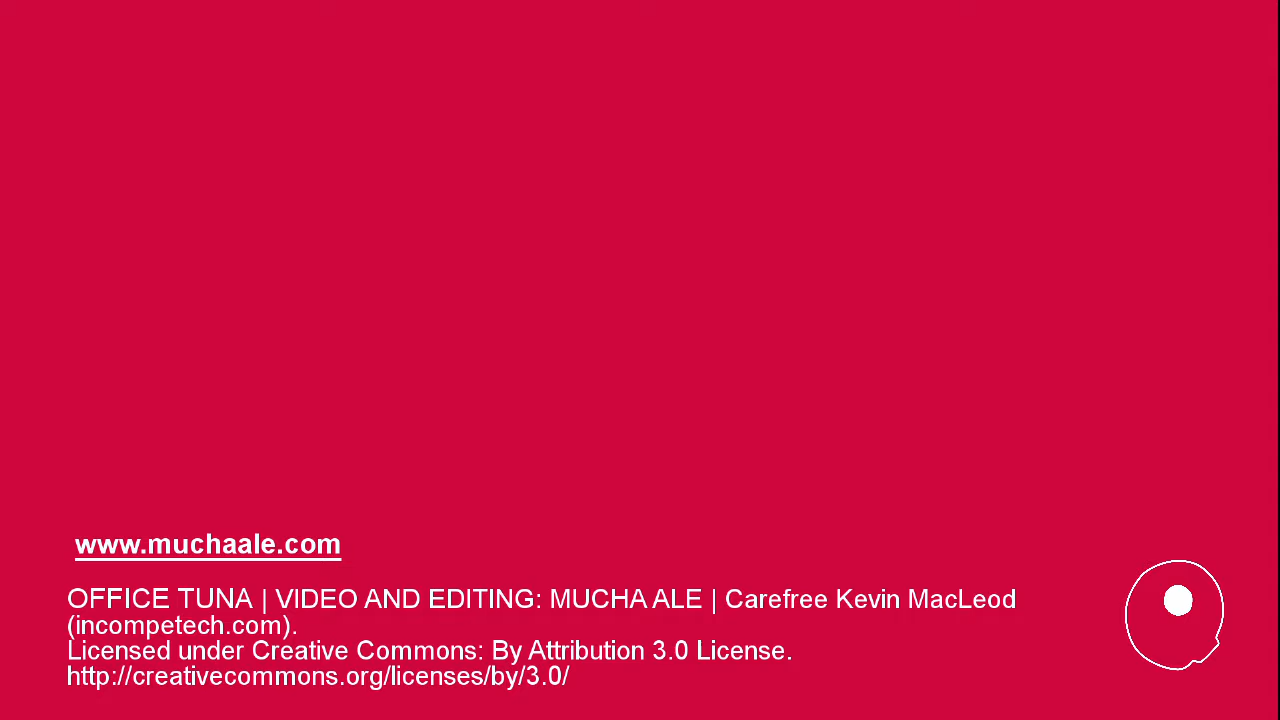 www.muchaale.com
OFFICE TUNA | VIDEO AND EDITING: MUCHA ALE | Carefree Kevin MacLeod
(incompetech.com).
Licensed under Creative Commons: By Attribution 3.0 License.
http://creativecommons.org/licenses/by/3.0/